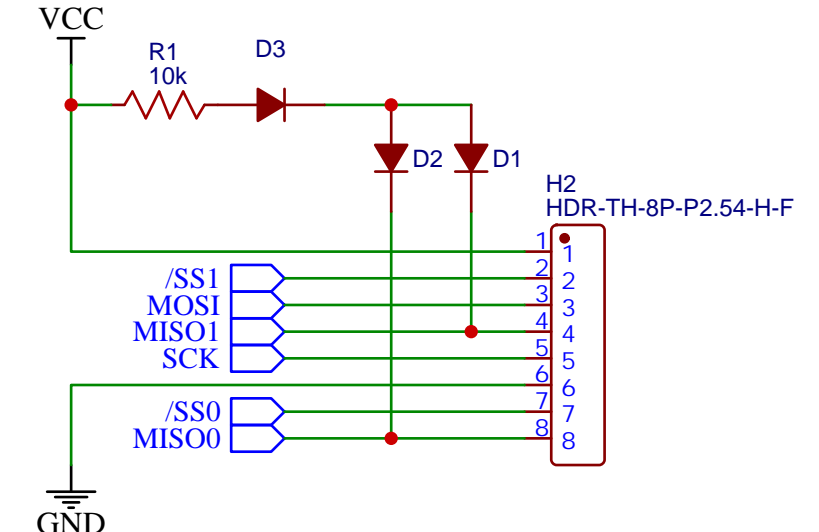 VCC
R1
10k
D3
D2
D1
H2
HDR-TH-8P-P2.54-H-F
1
1
/SS1
2
2
MOSI
3
3
MISO1
4
4
SCK
5
5
6
6
/SS0
7
7
MISO0
8
8
GND